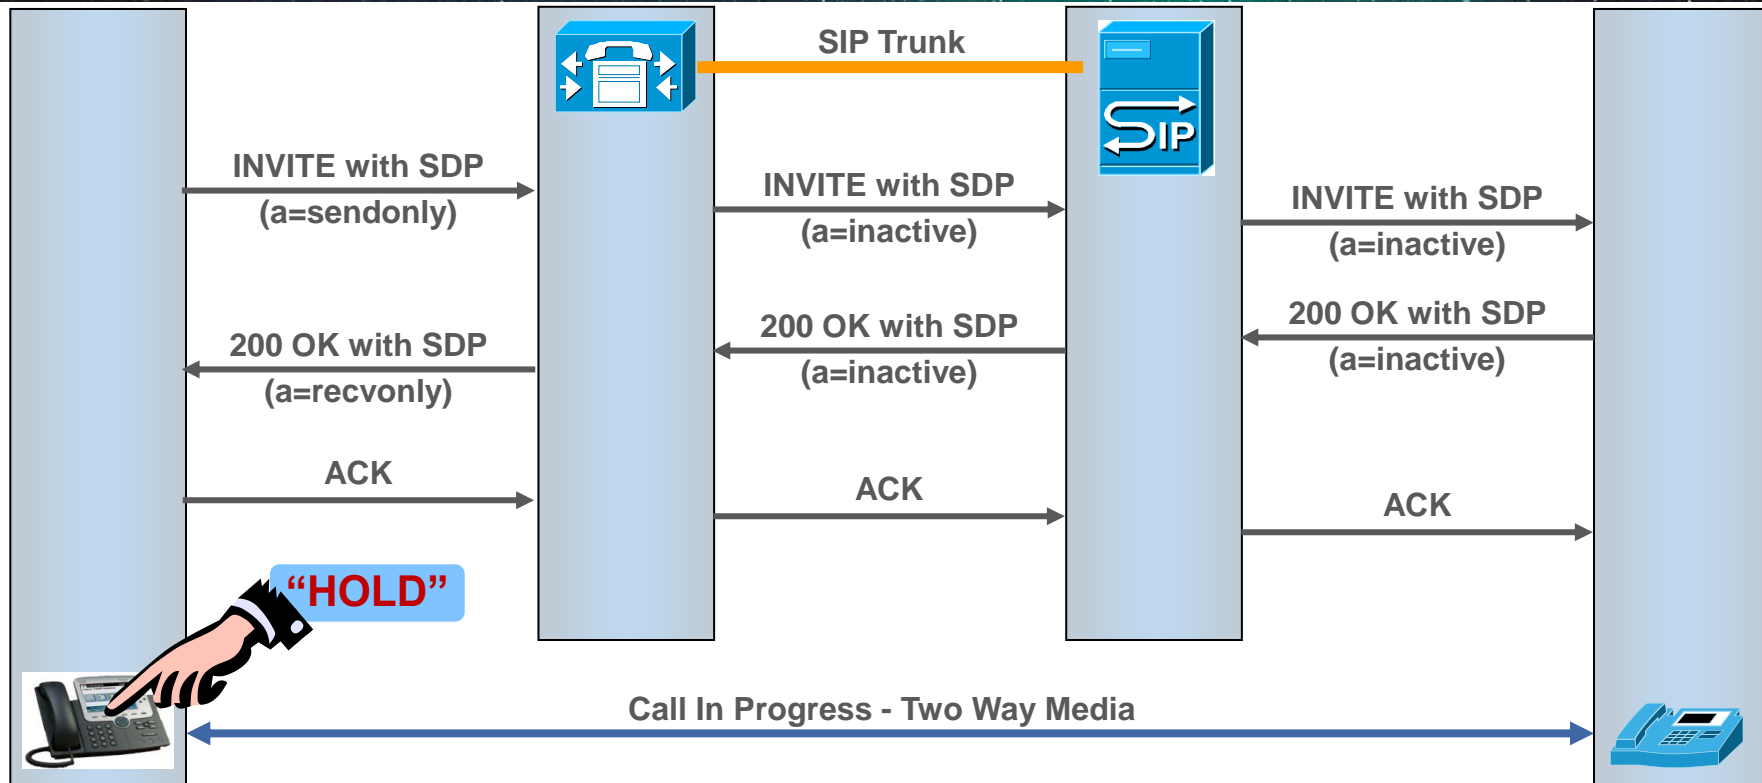 SIP Trunk
SIP
INVITE with SDP
(a=sendonly)
INVITE with SDP
(a=inactive)
INVITE with SDP
(a=inactive)
200 OK with SDP
(a=recvonly)
200 OK with SDP
(a=inactive)
200 OK with SDP
(a=inactive)
ACK
ACK
ACK
“HOLD”
Call In Progress - Two Way Media